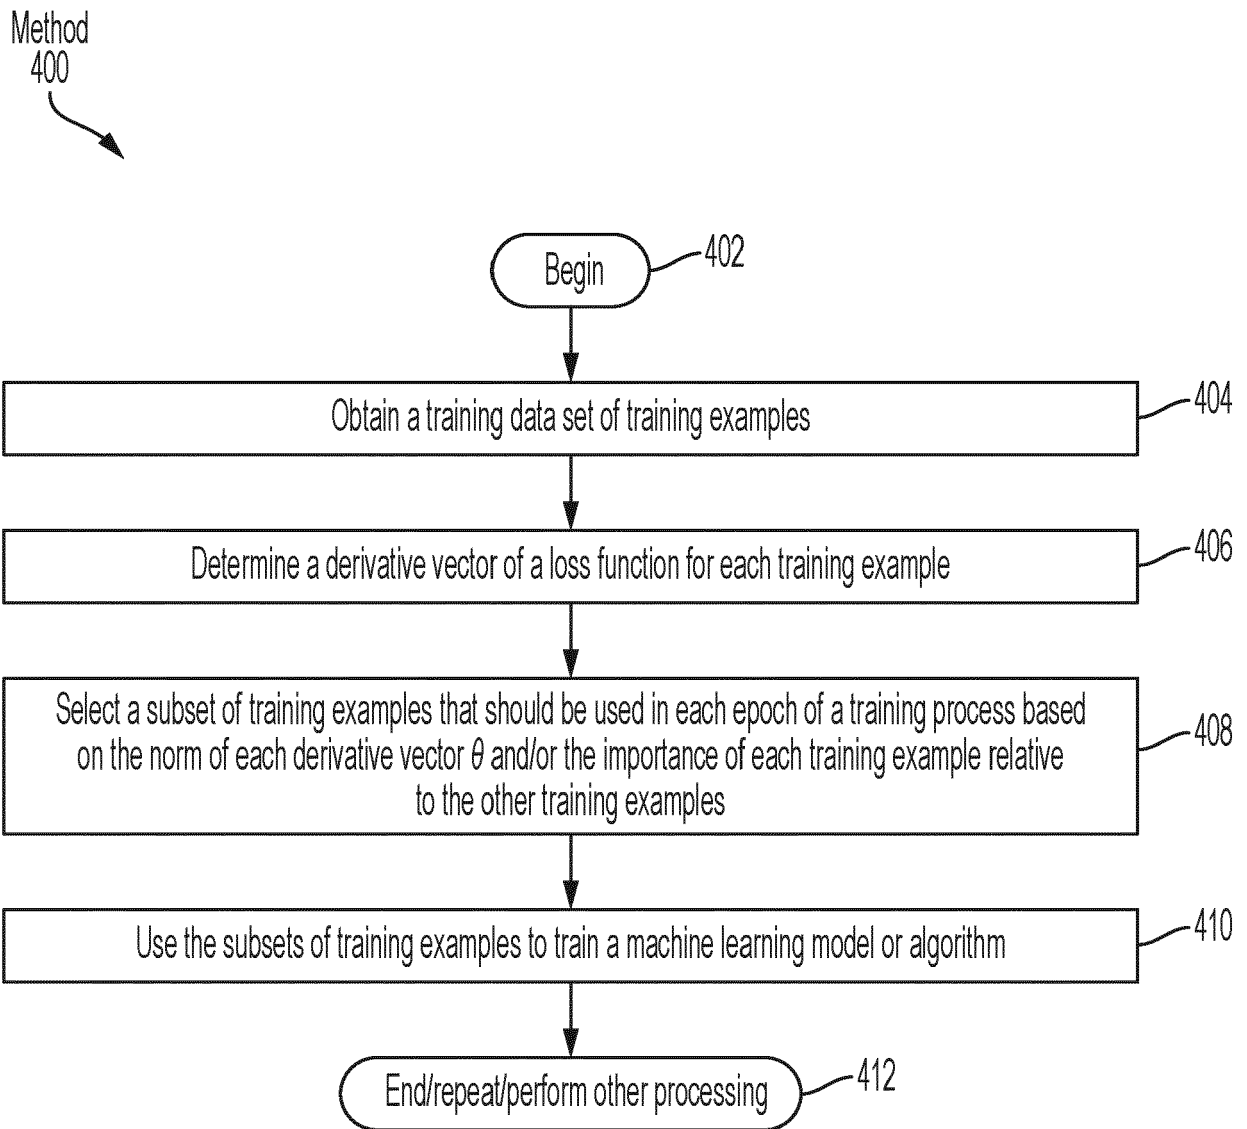 Method
400
Begin
402
Obtain a training data set of training examples
404
Determine a derivative vector of a loss function for each training example
406
Select a subset of training examples that should be used in each epoch of a training process based
on the norm of each derivative vector θ and/or the importance of each training example relative
to the other training examples
408
Use the subsets of training examples to train a machine learning model or algorithm
410
End/repeat/perform other processing
412